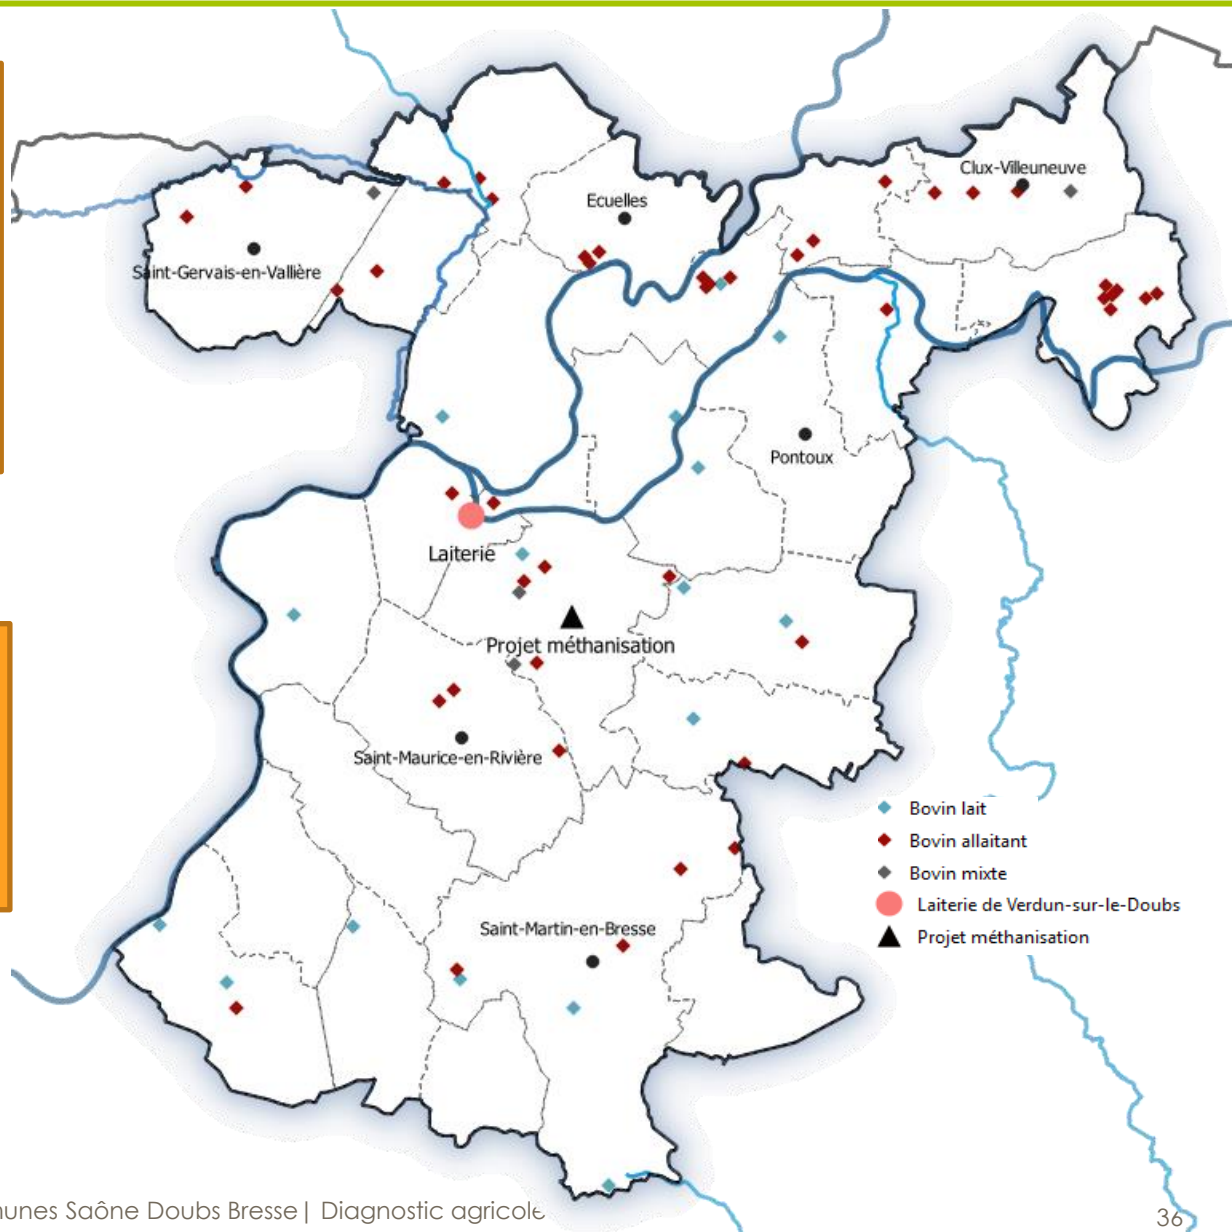 Clux-Villeuneuve
Ecuelles
Saint-Gervais-en-Vallière
Pontoux
Laiterie
Projet méthanisation
Saint-Maurice-en-Rivière
Bovin lait
Bovin allaitant
Bovin mixte
Laiterie de Verdun-sur-le-Doubs
Projet méthanisation
Saint-Martin-en-Bresse
unes Saône Doubs Bresse| Diagnostic agricole
36